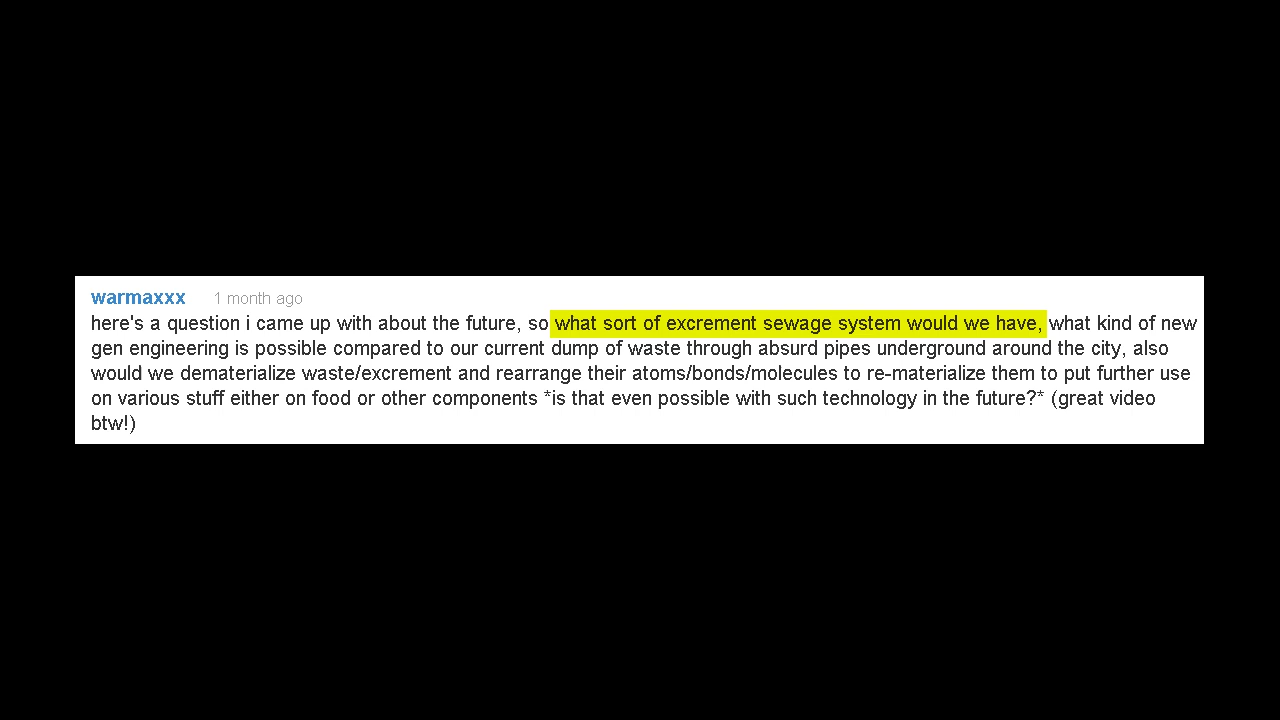 warmaxxx 1 month ago
here's a question i came up with about the future, so what sort of excrement sewage system would we have, what kind of new
gen engineering is possible compared to our current dump of waste through absurd pipes underground around the city, also
would we dematerialize waste/excrement and rearrange their atoms/bonds/molecules to re-materialize them to put further use
on various stuff either on food or other components *is that even possible with such technology in the future?* (great video
btw!)